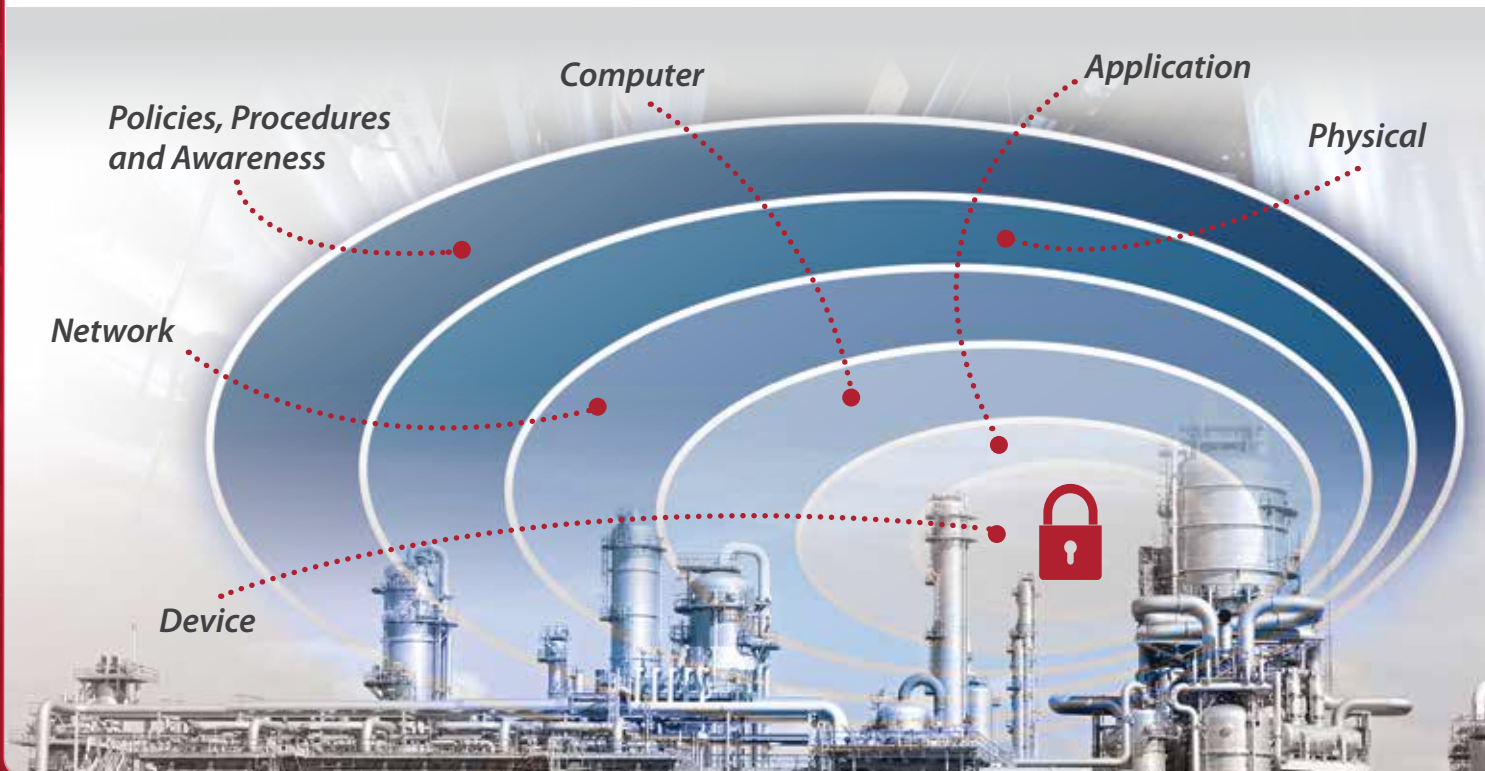 Computer
Application
Policies, Procedures
and Awareness
Physical
Network
Device